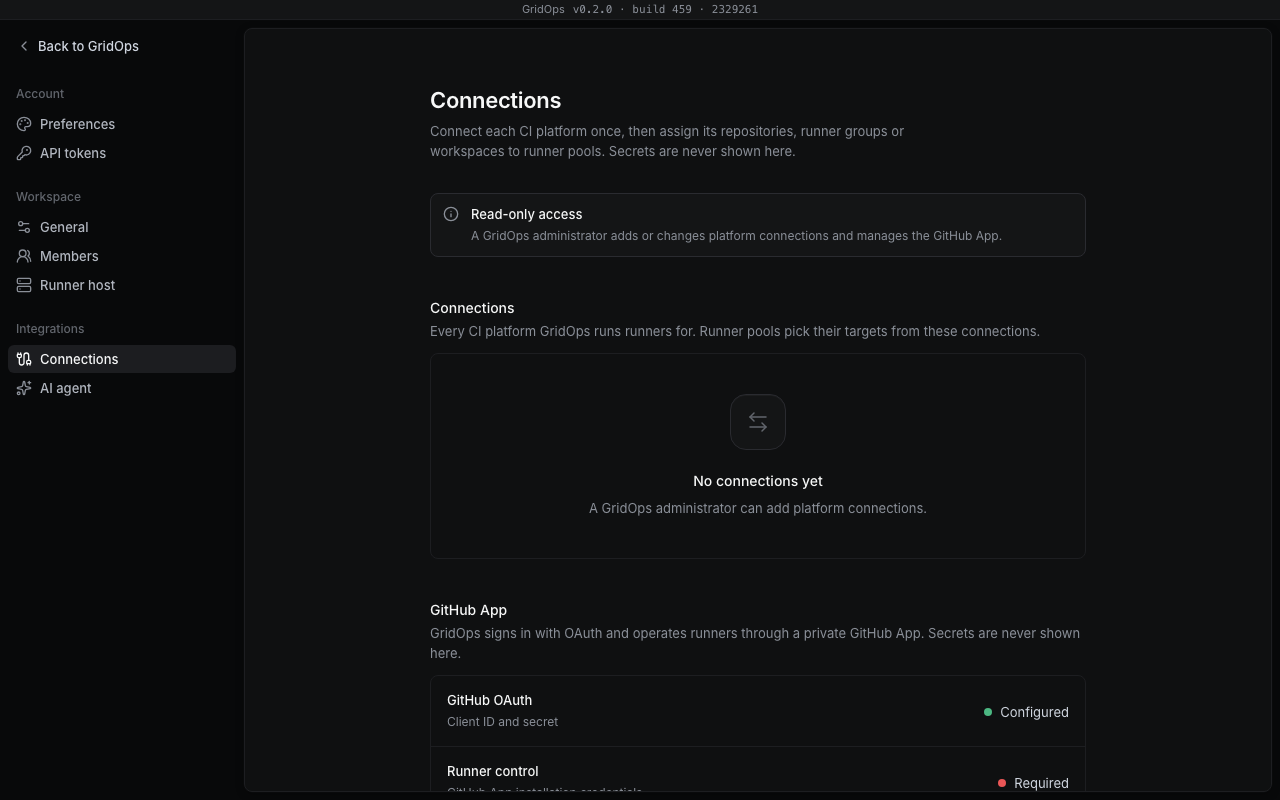 GridOps v0.2.0 · build 459 · 2329261
Back to GridOps
Account
Preferences
API tokens
Workspace
General
Members
Runner host
Integrations
Connections
AI agent
Connections
Connect each CI platform once, then assign its repositories, runner groups or
workspaces to runner pools. Secrets are never shown here.
Read-only access
A GridOps administrator adds or changes platform connections and manages the GitHub App.
Connections
Every CI platform GridOps runs runners for. Runner pools pick their targets from these connections.
No connections yet
A GridOps administrator can add platform connections.
GitHub App
GridOps signs in with OAuth and operates runners through a private GitHub App. Secrets are never shown
here.
GitHub OAuth
Client ID and secret
Configured
Runner control
GitHub App installation credentials
Required